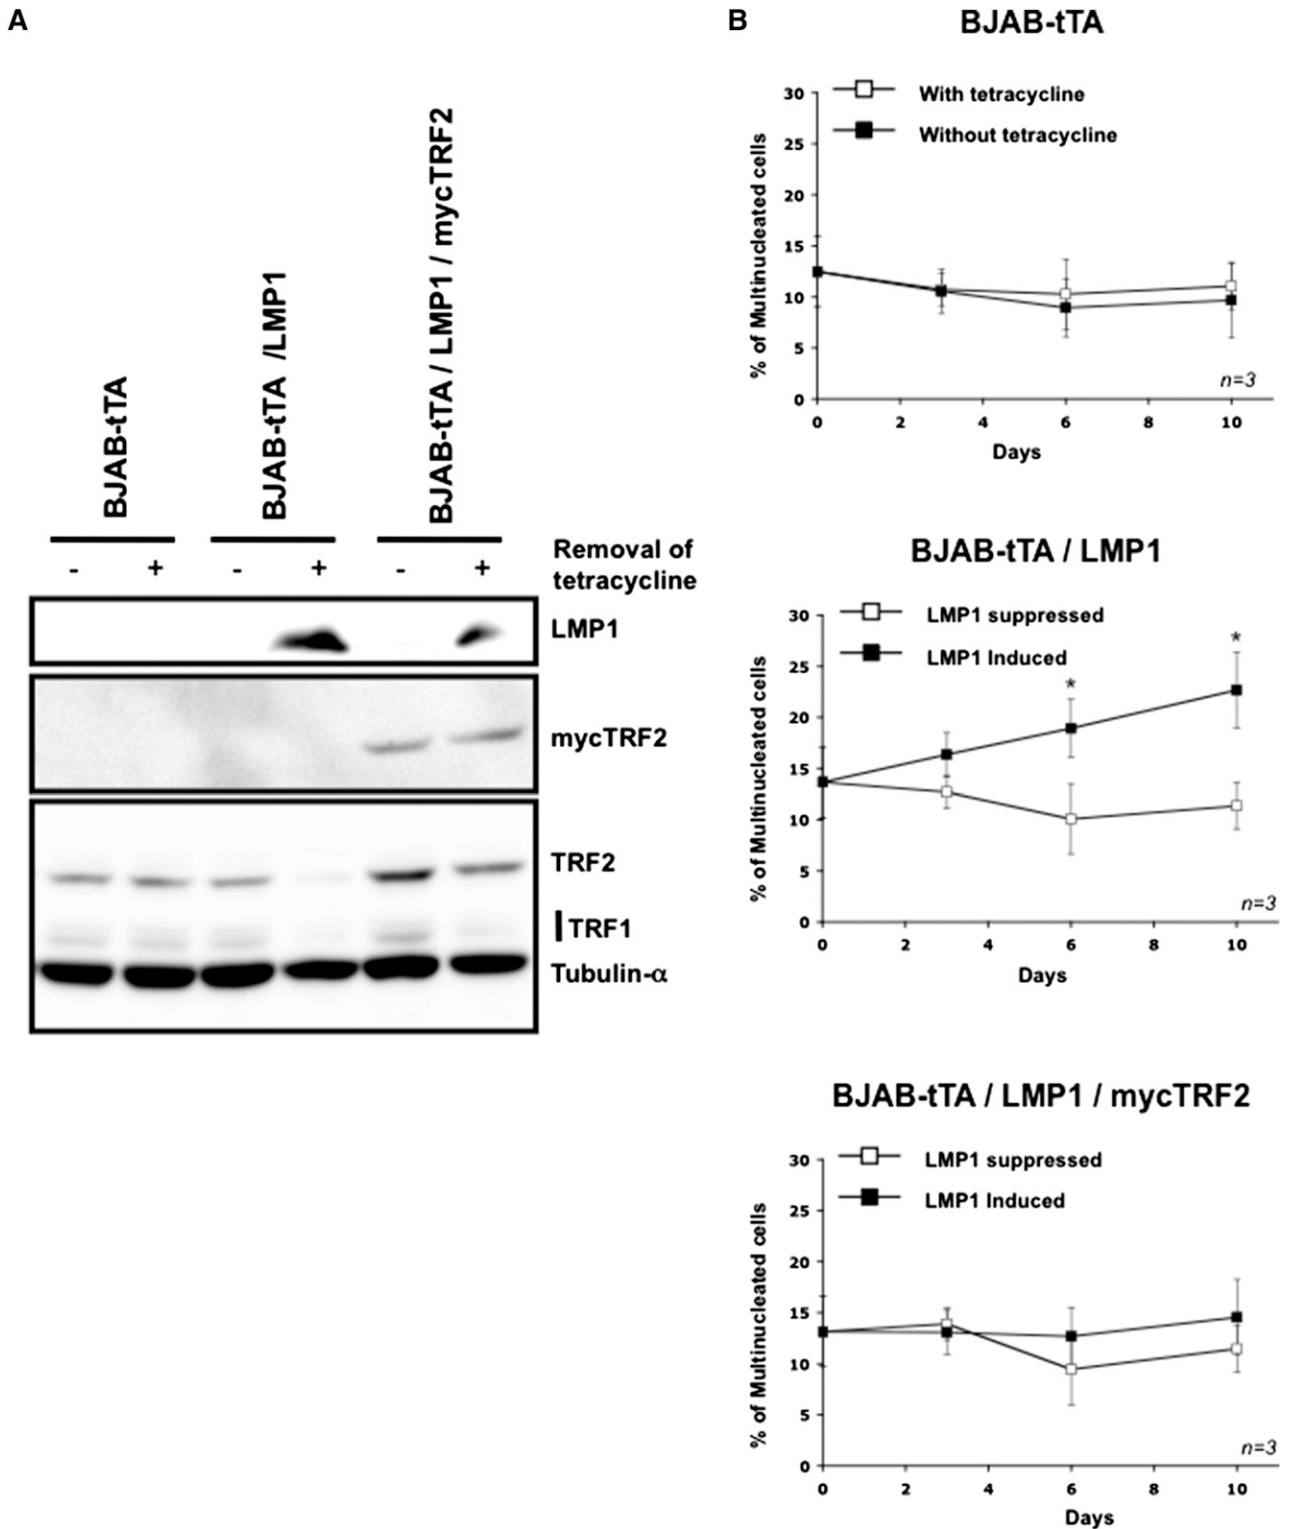 A
BJAB-tTA
BJAB-tTA /LMP1
BJAB-tTA / LMP1 / mycTRF2
- + - + - +
Removal of
tetracycline
LMP1
mycTRF2
TRF2
TRF1
Tubulin-α
B
BJAB-tTA
With tetracycline
Without tetracycline
% of Multinucleated cells
30
25
20
15
10
5
0
n=3
0 2 4 6 8 10
Days
BJAB-tTA / LMP1
LMP1 suppressed
LMP1 Induced
% of Multinucleated cells
30
25
20
15
10
5
0
*
*
n=3
0 2 4 6 8 10
Days
BJAB-tTA / LMP1 / mycTRF2
LMP1 suppressed
LMP1 Induced
% of Multinucleated cells
30
25
20
15
10
5
0
n=3
0 2 4 6 8 10
Days